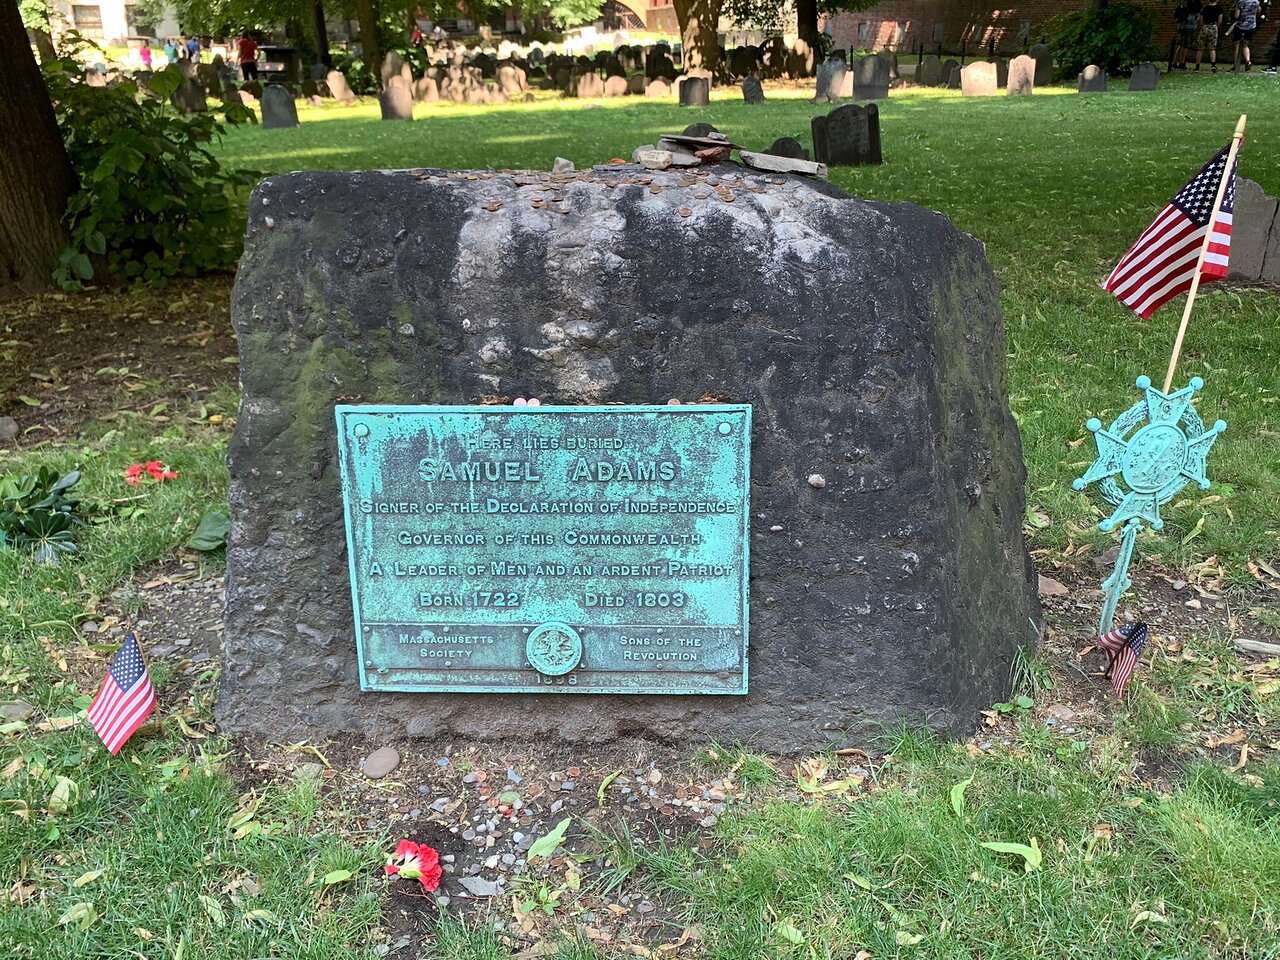 Here lies buried
Samuel Adams
Signer of the Declaration of Independence
Governor of this Commonwealth
A Leader of Men and an ardent Patriot
Born 1722 Died 1803
Massachusetts Society
Sons of the Revolution
1898